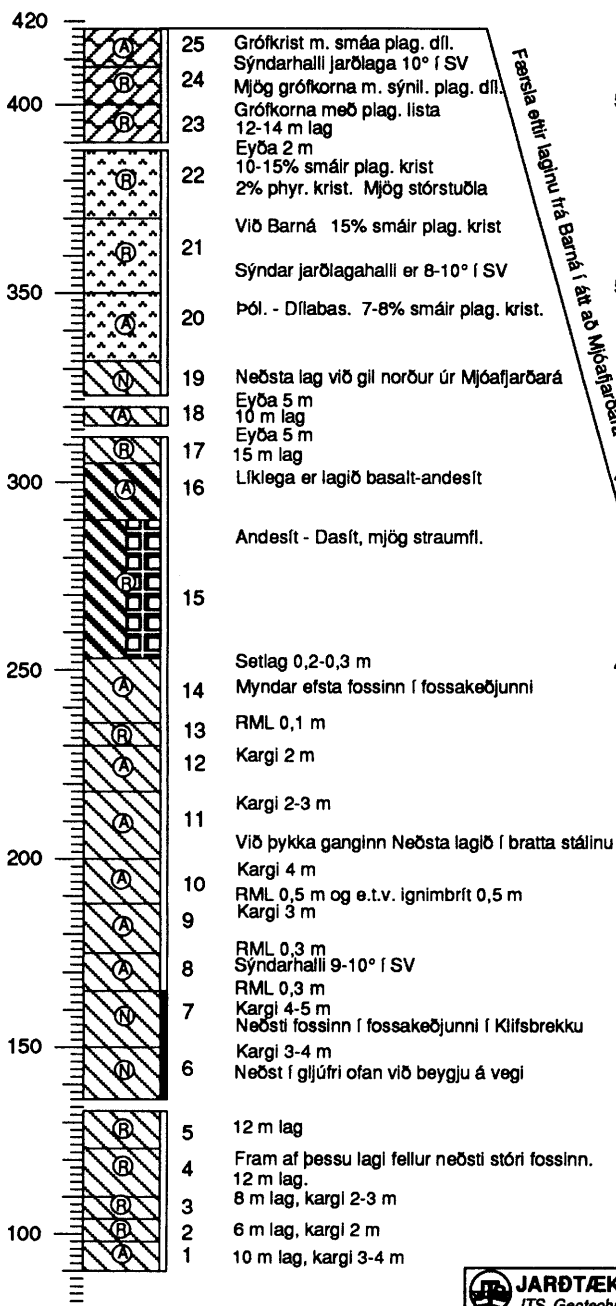 420
25 Grófkrist m. smáa plag. díl.
Sýndarhalli jarðlaga 10° í SV
24 Mjög grófkorna m. sýnil. plag. díl.
400
23 Grófkorna með plag. lista
12-14 m lag
Eyða 2 m
22 10-15% smáir plag. krist
2% phyr. krist. Mjög stórstuðla
Við Barná 15% smáir plag. krist
21
Sýndar jarðlagahalli er 8-10° í SV
350
20 Þól. - Dílabas. 7-8% smáir plag. krist.
19 Neðsta lag við gil norður úr Mjóafjarðará
Eyða 5 m
18 10 m lag
Eyða 5 m
17 15 m lag
300
16 Líklega er lagið basalt-andesít
Andesít - Dasít, mjög straumfl.
15
250
Setlag 0,2-0,3 m
14 Myndar efsta fossinn í fossakeðjunni
13 RML 0,1 m
12 Kargi 2 m
11 Kargi 2-3 m
Við þykka ganginn Neðsta lagið í bratta stálinu
200
Kargi 4 m
10 RML 0,5 m og e.t.v. ignimbrít 0,5 m
9 Kargi 3 m
RML 0,3 m
8 Sýndarhalli 9-10° í SV
RML 0,3 m
7 Kargi 4-5 m
Neðsti fossinn í fossakeðjunni í Klifsbrekku
150
Kargi 3-4 m
6 Neðst í gljúfri ofan við beygju á vegi
5 12 m lag
4 Fram af þessu lagi fellur neðsti stóri fossinn.
12 m lag.
3 8 m lag, kargi 2-3 m
100
2 6 m lag, kargi 2 m
1 10 m lag, kargi 3-4 m
A
R
R
R
R
A
N
A
R
A
R
A
R
A
A
A
A
A
N
N
R
R
R
R
A
Færsla eftir laginu frá Barná í átt að Mjóafjarðará
JARÐTÆK
JTS Geotech